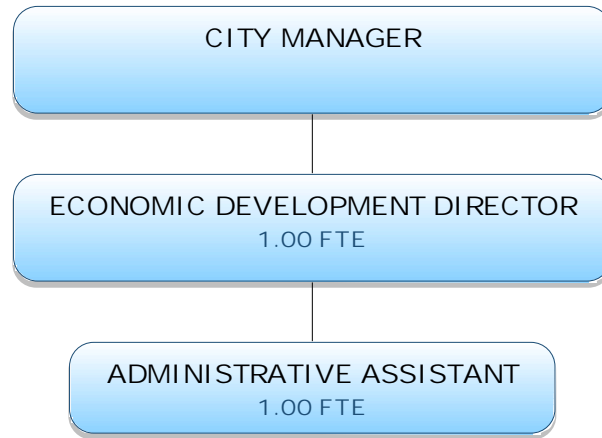 CITY MANAGER
ECONOMIC DEVELOPMENT DIRECTOR
1.00 FTE
ADMINISTRATIVE ASSISTANT
1.00 FTE